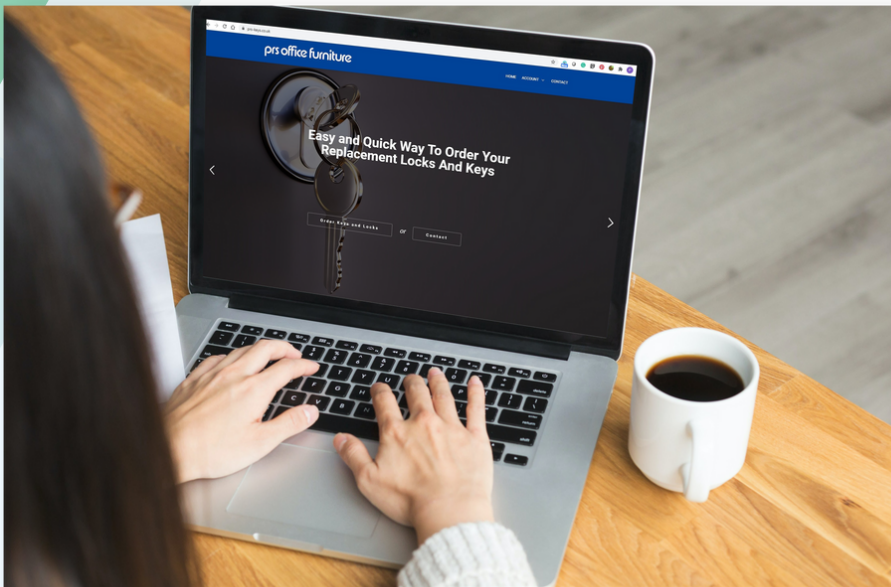 prs office furniture
HOME
ACCOUNT
CONTACT
Easy and Quick Way To Order Your
Replacement Locks And Keys
Order Keys and Locks
or
Contact